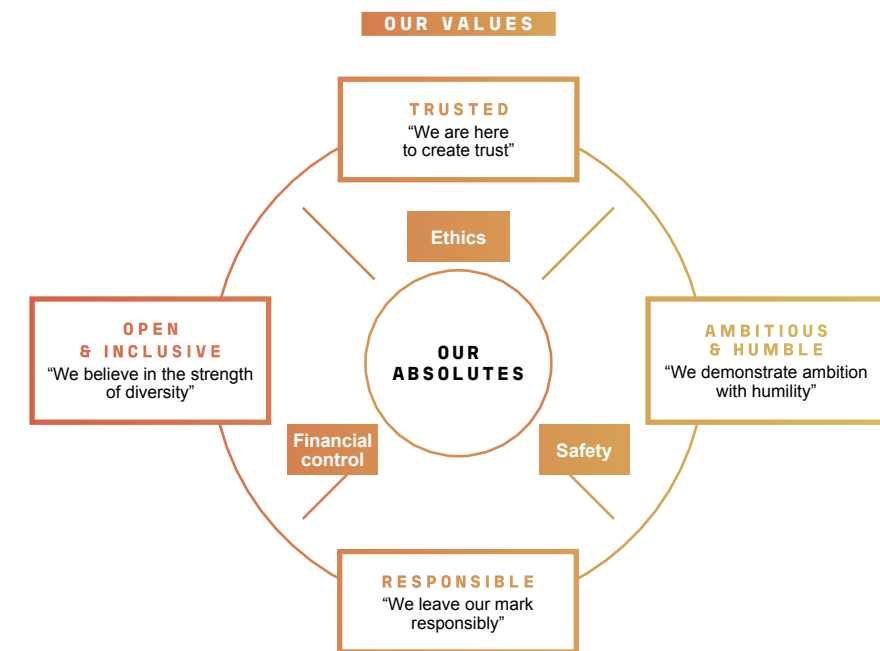 OUR VALUES
TRUSTED
“We are here
to create trust”
Ethics
OPEN
& INCLUSIVE
“We believe in the strength
of diversity”
OUR
ABSOLUTES
AMBITIOUS
& HUMBLE
“We demonstrate ambition
with humility”
Financial
control
Safety
RESPONSIBLE
“We leave our mark
responsibly”